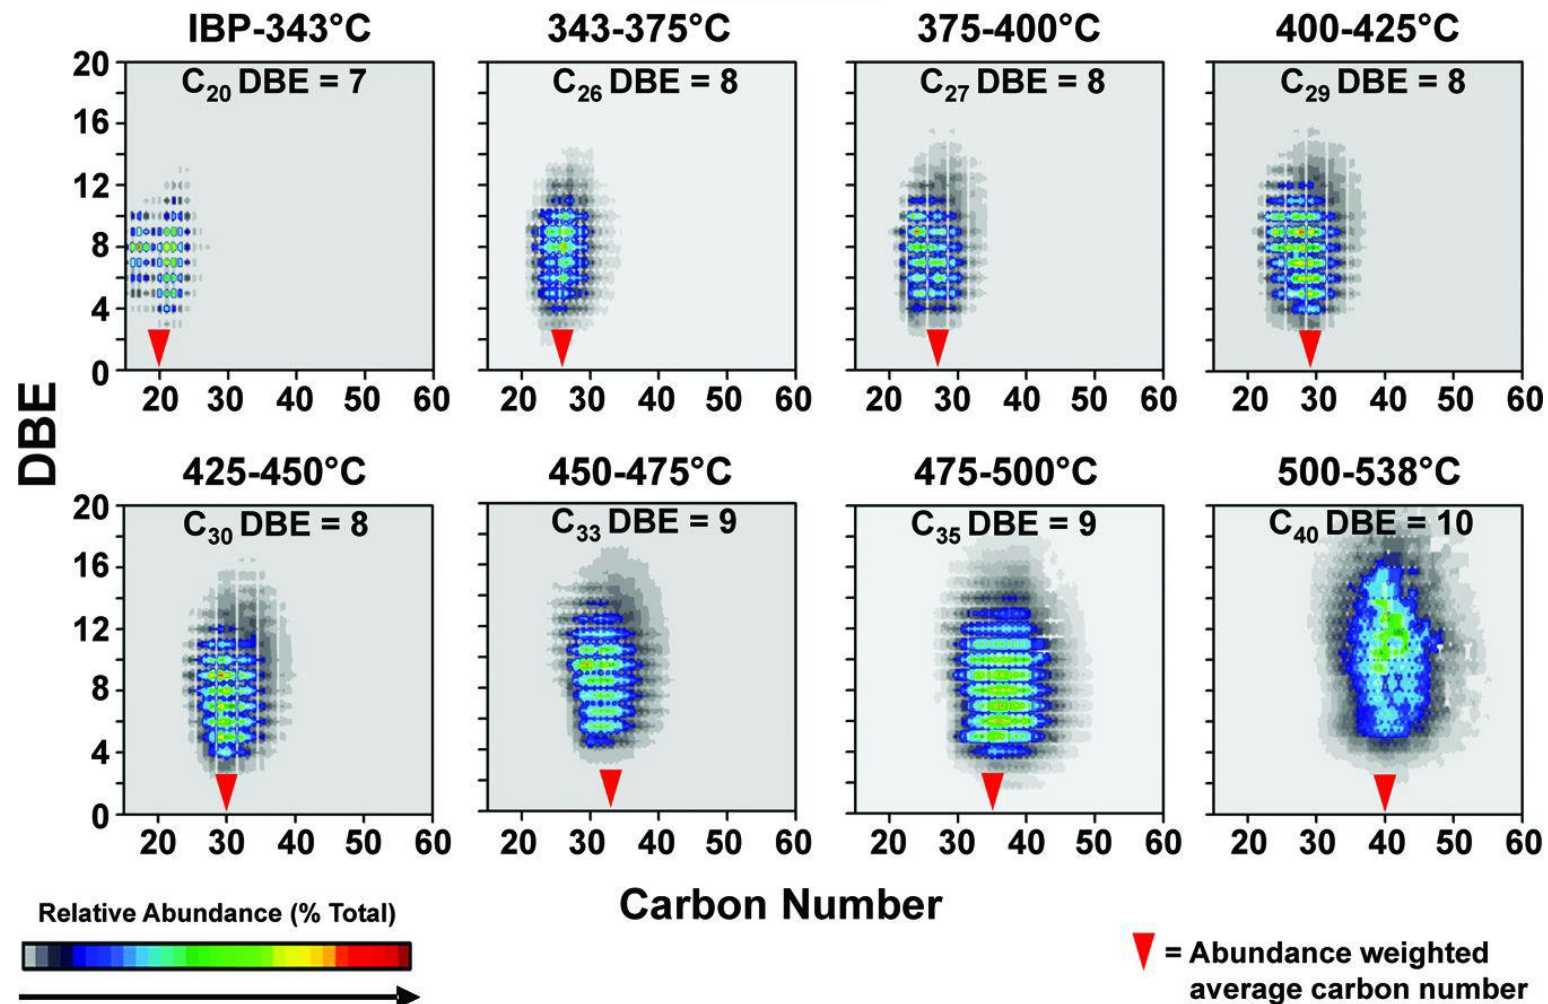 IBP-343°C 343-375°C 375-400°C 400-425°C
C₂₀ DBE = 7 C₂₆ DBE = 8 C₂₇ DBE = 8 C₂₉ DBE = 8
20
16
12
8
4
0
20 30 40 50 60 20 30 40 50 60 20 30 40 50 60 20 30 40 50 60
DBE
425-450°C 450-475°C 475-500°C 500-538°C
C₃₀ DBE = 8 C₃₃ DBE = 9 C₃₅ DBE = 9 C₄₀ DBE = 10
20
16
12
8
4
0
20 30 40 50 60 20 30 40 50 60 20 30 40 50 60 20 30 40 50 60
Carbon Number
Relative Abundance (% Total)
= Abundance weighted
average carbon number